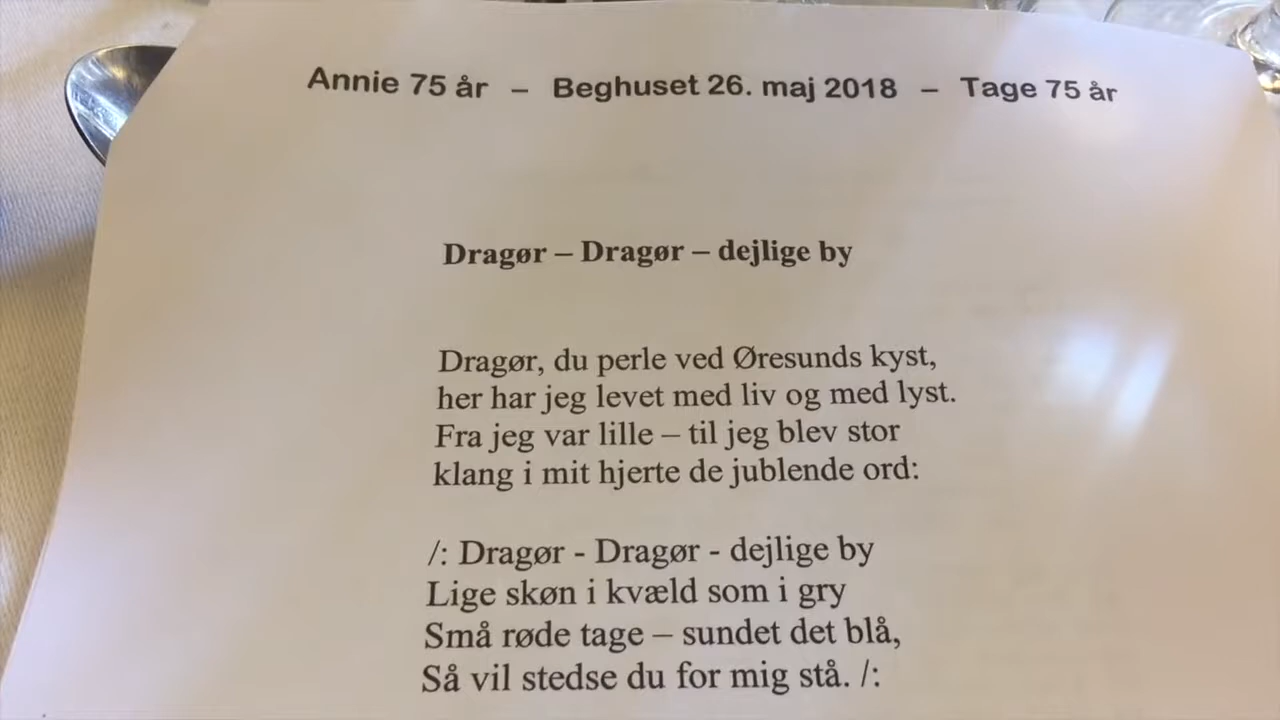 Annie 75 år – Beghuset 26. maj 2018 – Tage 75 år
Dragør – Dragør – dejlige by
Dragør, du perle ved Øresunds kyst,
her har jeg levet med liv og med lyst.
Fra jeg var lille – til jeg blev stor
klang i mit hjerte de jublende ord:
/: Dragør - Dragør - dejlige by
Lige skøn i kvæld som i gry
Små røde tage – sundet det blå,
Så vil stedse du for mig stå. /: